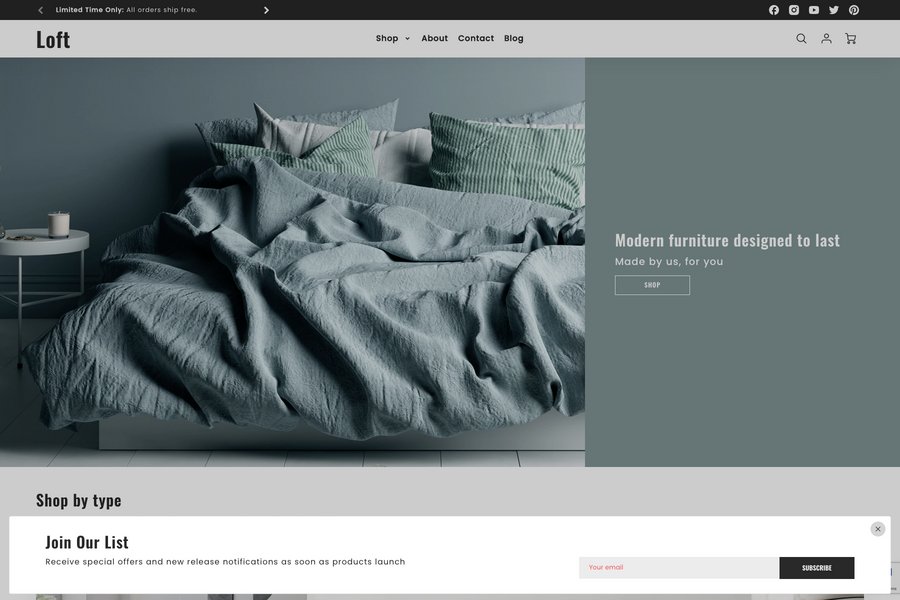 Limited Time Only: All orders ship free.
Loft
Shop About Contact Blog
Modern furniture designed to last
Made by us, for you
SHOP
Shop by type
Join Our List
Receive special offers and new release notifications as soon as products launch
Your email
SUBSCRIBE